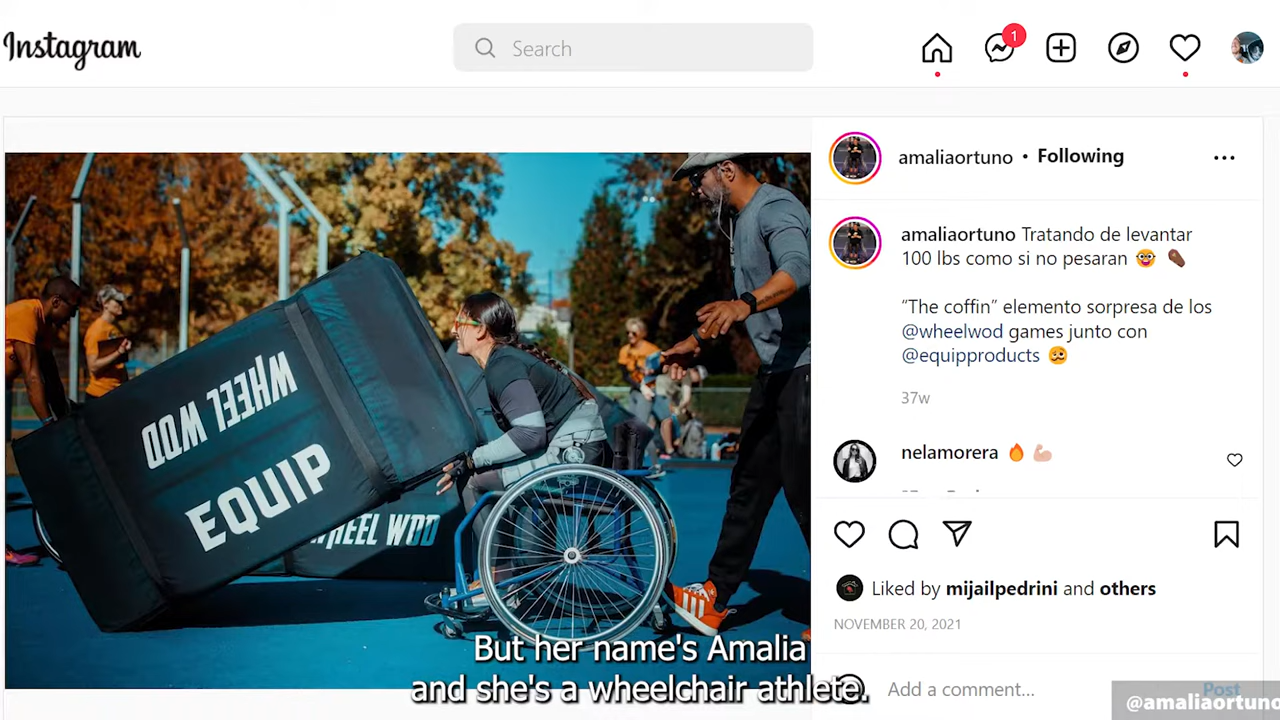 Instagram
Search
1
amaliaortuno • Following
amaliaortuno Tratando de levantar
100 lbs como si no pesaran
“The coffin” elemento sorpresa de los
@wheelwod games junto con
@equipproducts
37w
nelamorera
WHEEL WOD
EQUIP
WHEEL WOD
Liked by mijailpedrini and others
NOVEMBER 20, 2021
Add a comment...
Post
But her name's Amalia
and she's a wheelchair athlete.
@amaliaortuno